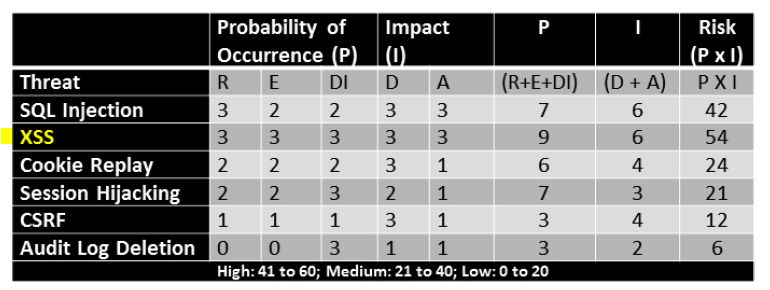 Probability of Occurrence (P) Impact (I) P I Risk (P x I)
Threat R E DI D A (R+E+DI) (D + A) P X I
SQL Injection 3 2 2 3 3 7 6 42
XSS 3 3 3 3 3 9 6 54
Cookie Replay 2 2 2 3 1 6 4 24
Session Hijacking 2 2 3 2 1 7 3 21
CSRF 1 1 1 3 1 3 4 12
Audit Log Deletion 0 0 3 1 1 3 2 6
High: 41 to 60; Medium: 21 to 40; Low: 0 to 20